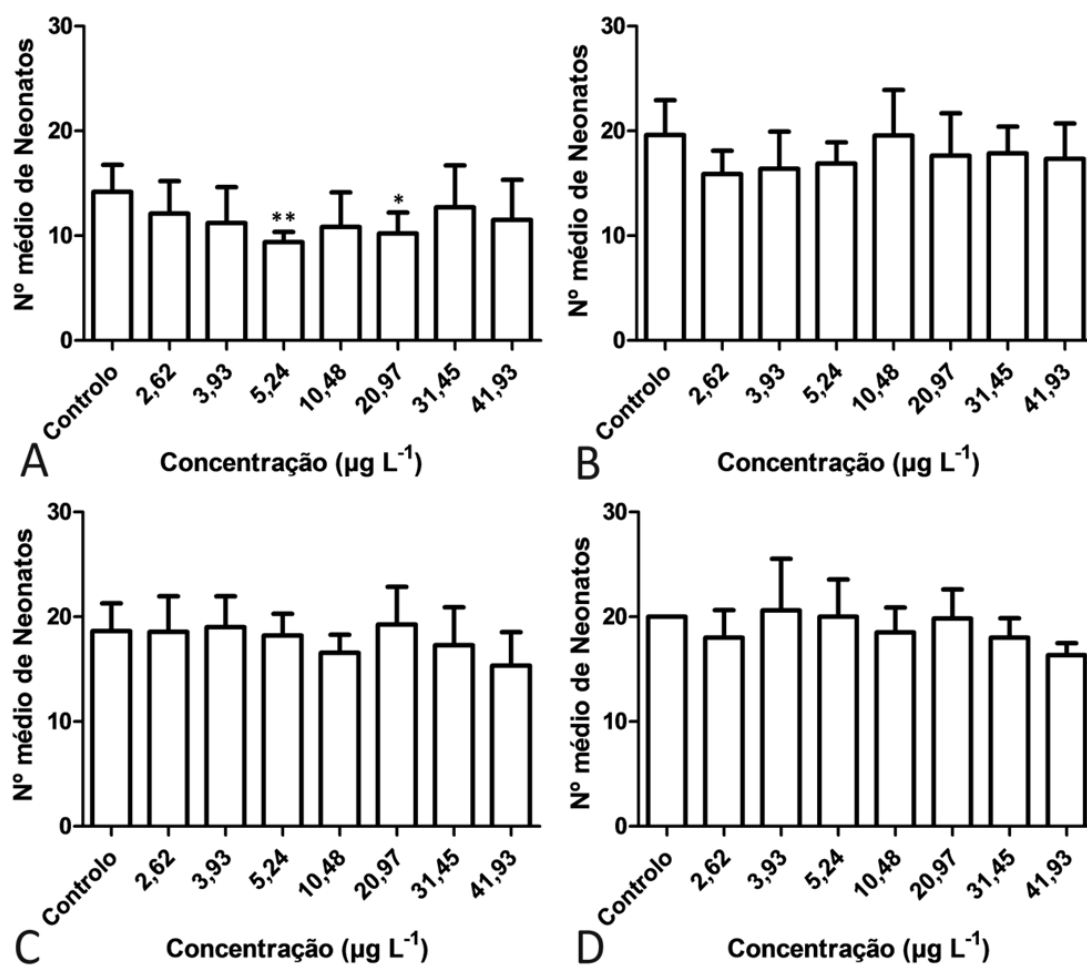 Nº médio de Neonatos
30
20
10
0
** 
*
Controlo
2,62
3,93
5,24
10,48
20,97
31,45
41,93
A
Concentração (µg L-1)
Nº médio de Neonatos
30
20
10
0
Controlo
2,62
3,93
5,24
10,48
20,97
31,45
41,93
B
Concentração (µg L-1)
Nº médio de Neonatos
30
20
10
0
Controlo
2,62
3,93
5,24
10,48
20,97
31,45
41,93
C
Concentração (µg L-1)
Nº médio de Neonatos
30
20
10
0
Controlo
2,62
3,93
5,24
10,48
20,97
31,45
41,93
D
Concentração (µg L-1)